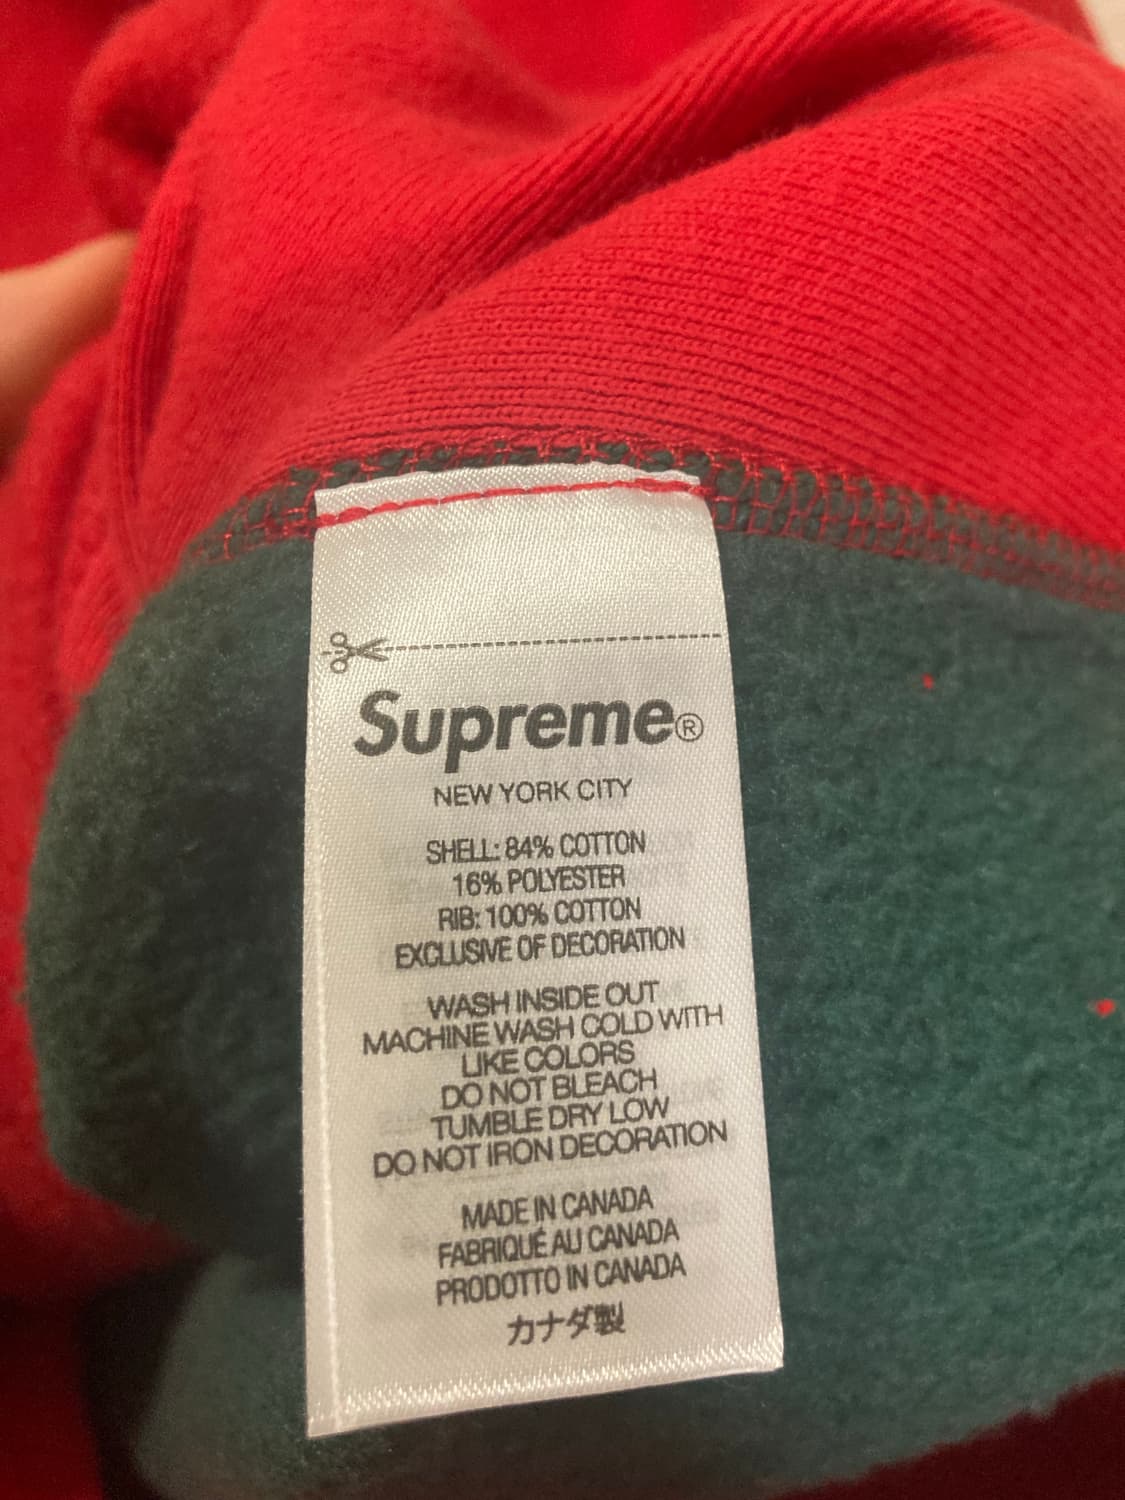 Supreme®
NEW YORK CITY
SHELL: 84% COTTON
16% POLYESTER
RIB: 100% COTTON
EXCLUSIVE OF DECORATION
WASH INSIDE OUT
MACHINE WASH COLD WITH
LIKE COLORS
DO NOT BLEACH
TUMBLE DRY LOW
DO NOT IRON DECORATION
MADE IN CANADA
FABRIQUÉ AU CANADA
PRODOTTO IN CANADA
カナダ製